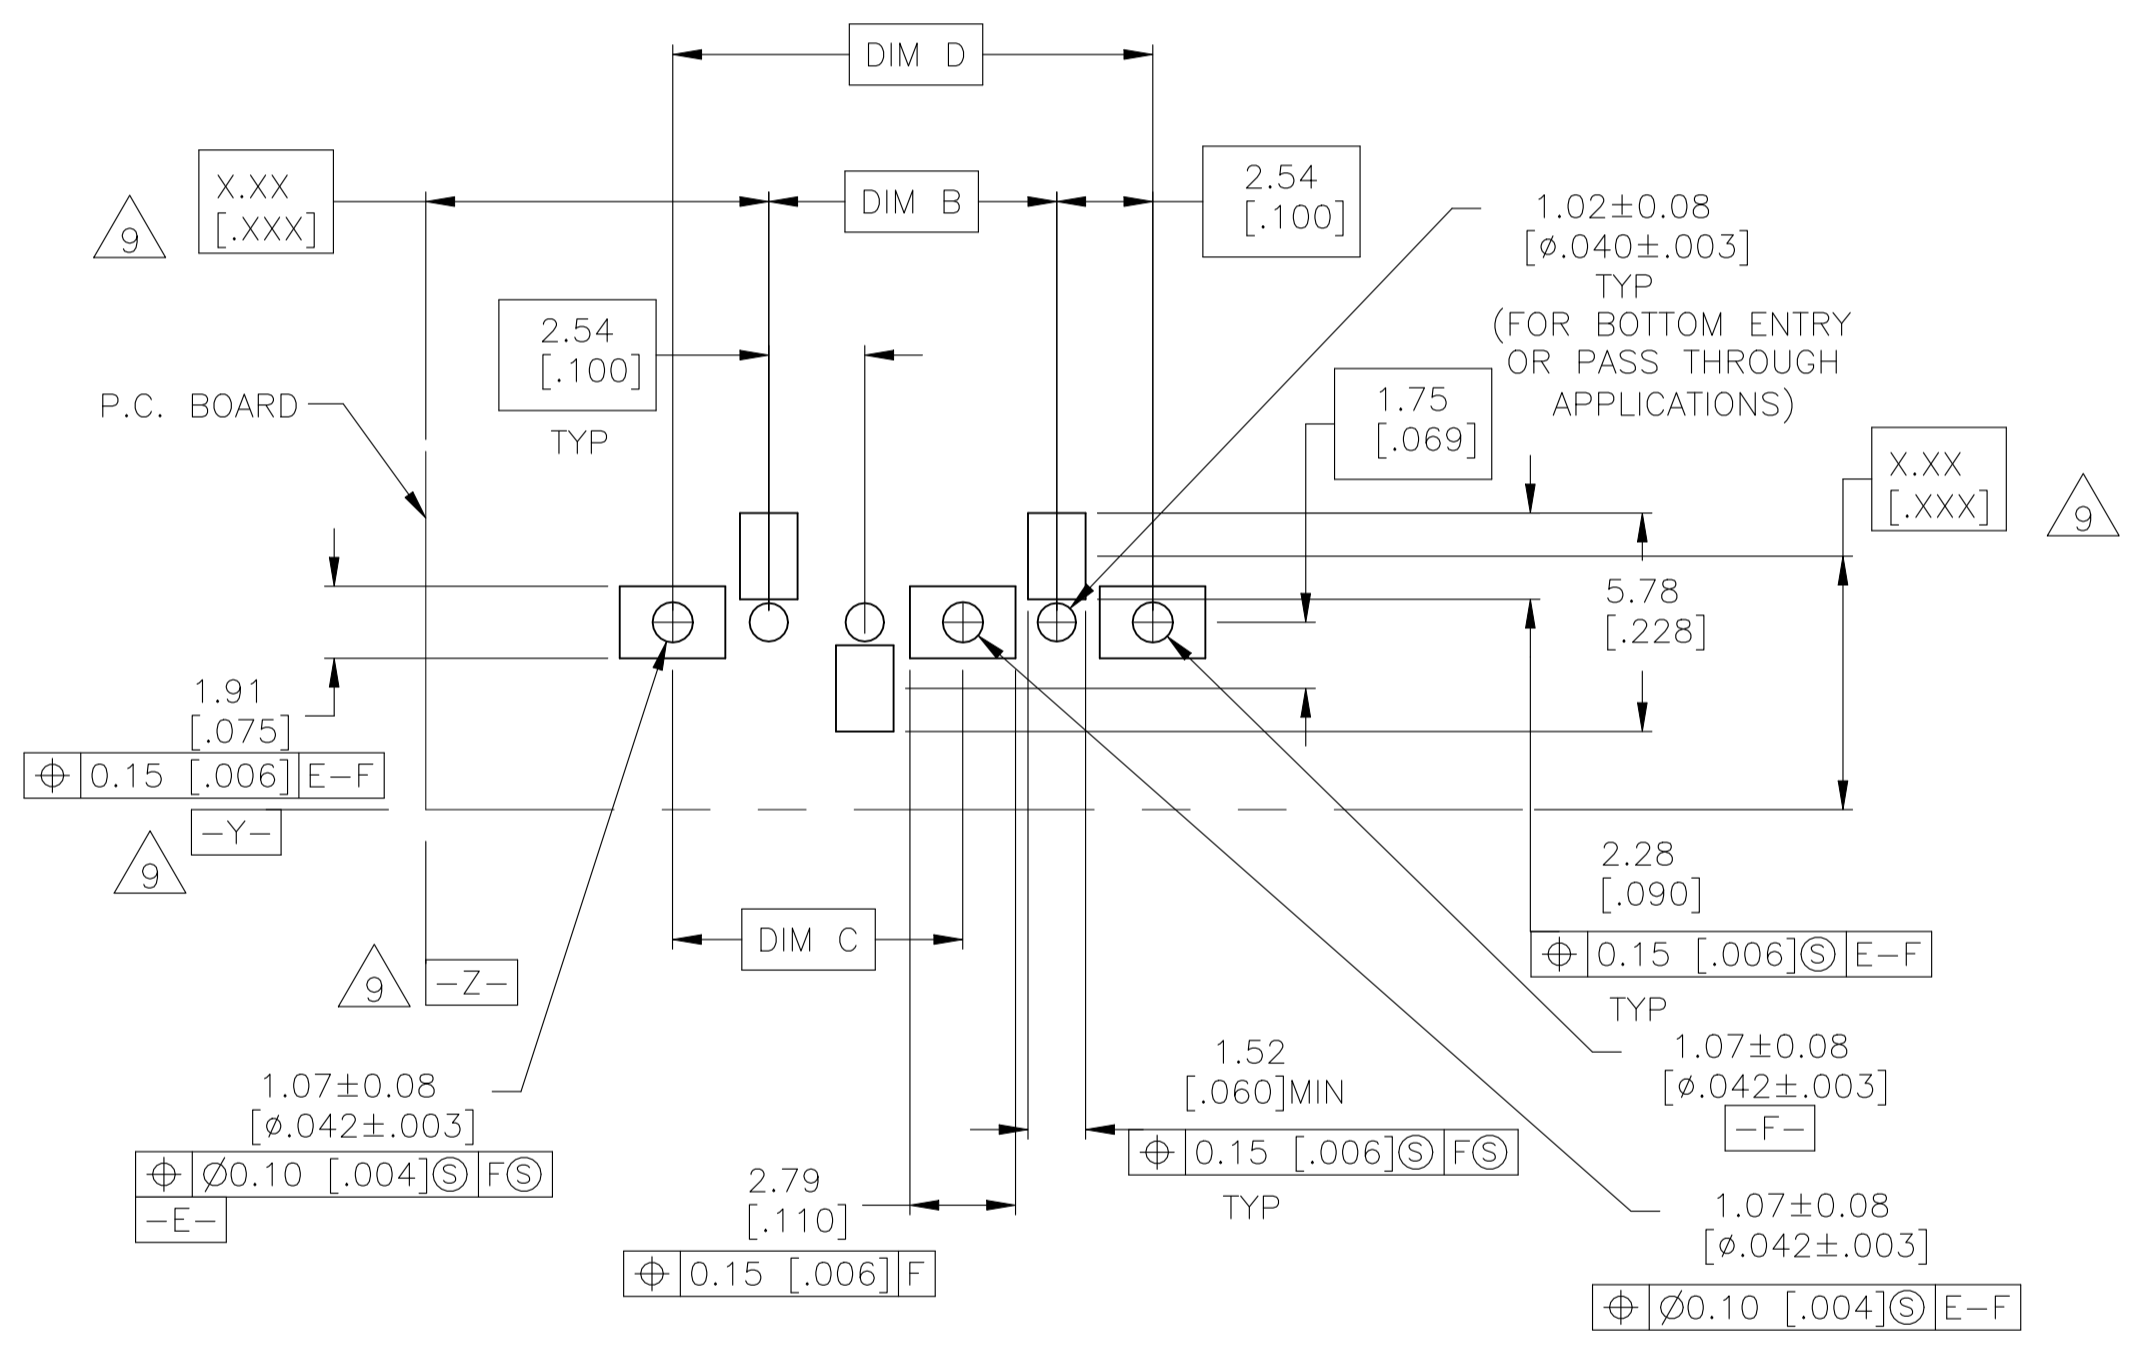 DIM D
X.XX
[.XXX]
9
DIM B
2.54
[.100]
1.02±0.08
[ø.040±.003]
TYP
(FOR BOTTOM ENTRY
OR PASS THROUGH
APPLICATIONS)
2.54
[.100]
TYP
P.C. BOARD
1.75
[.069]
X.XX
[.XXX]
9
5.78
[.228]
1.91
[.075]
⌖ 0.15 [.006] E–F
–Y–
9
2.28
[.090]
⌖ 0.15 [.006]Ⓢ E–F
TYP
DIM C
–Z–
9
1.07±0.08
[ø.042±.003]
⌖ Ø0.10 [.004]Ⓢ FⓈ
–E–
1.52
[.060]MIN
⌖ 0.15 [.006]Ⓢ FⓈ
TYP
1.07±0.08
[ø.042±.003]
–F–
2.79
[.110]
⌖ 0.15 [.006] F
1.07±0.08
[ø.042±.003]
⌖ Ø0.10 [.004]Ⓢ E–F